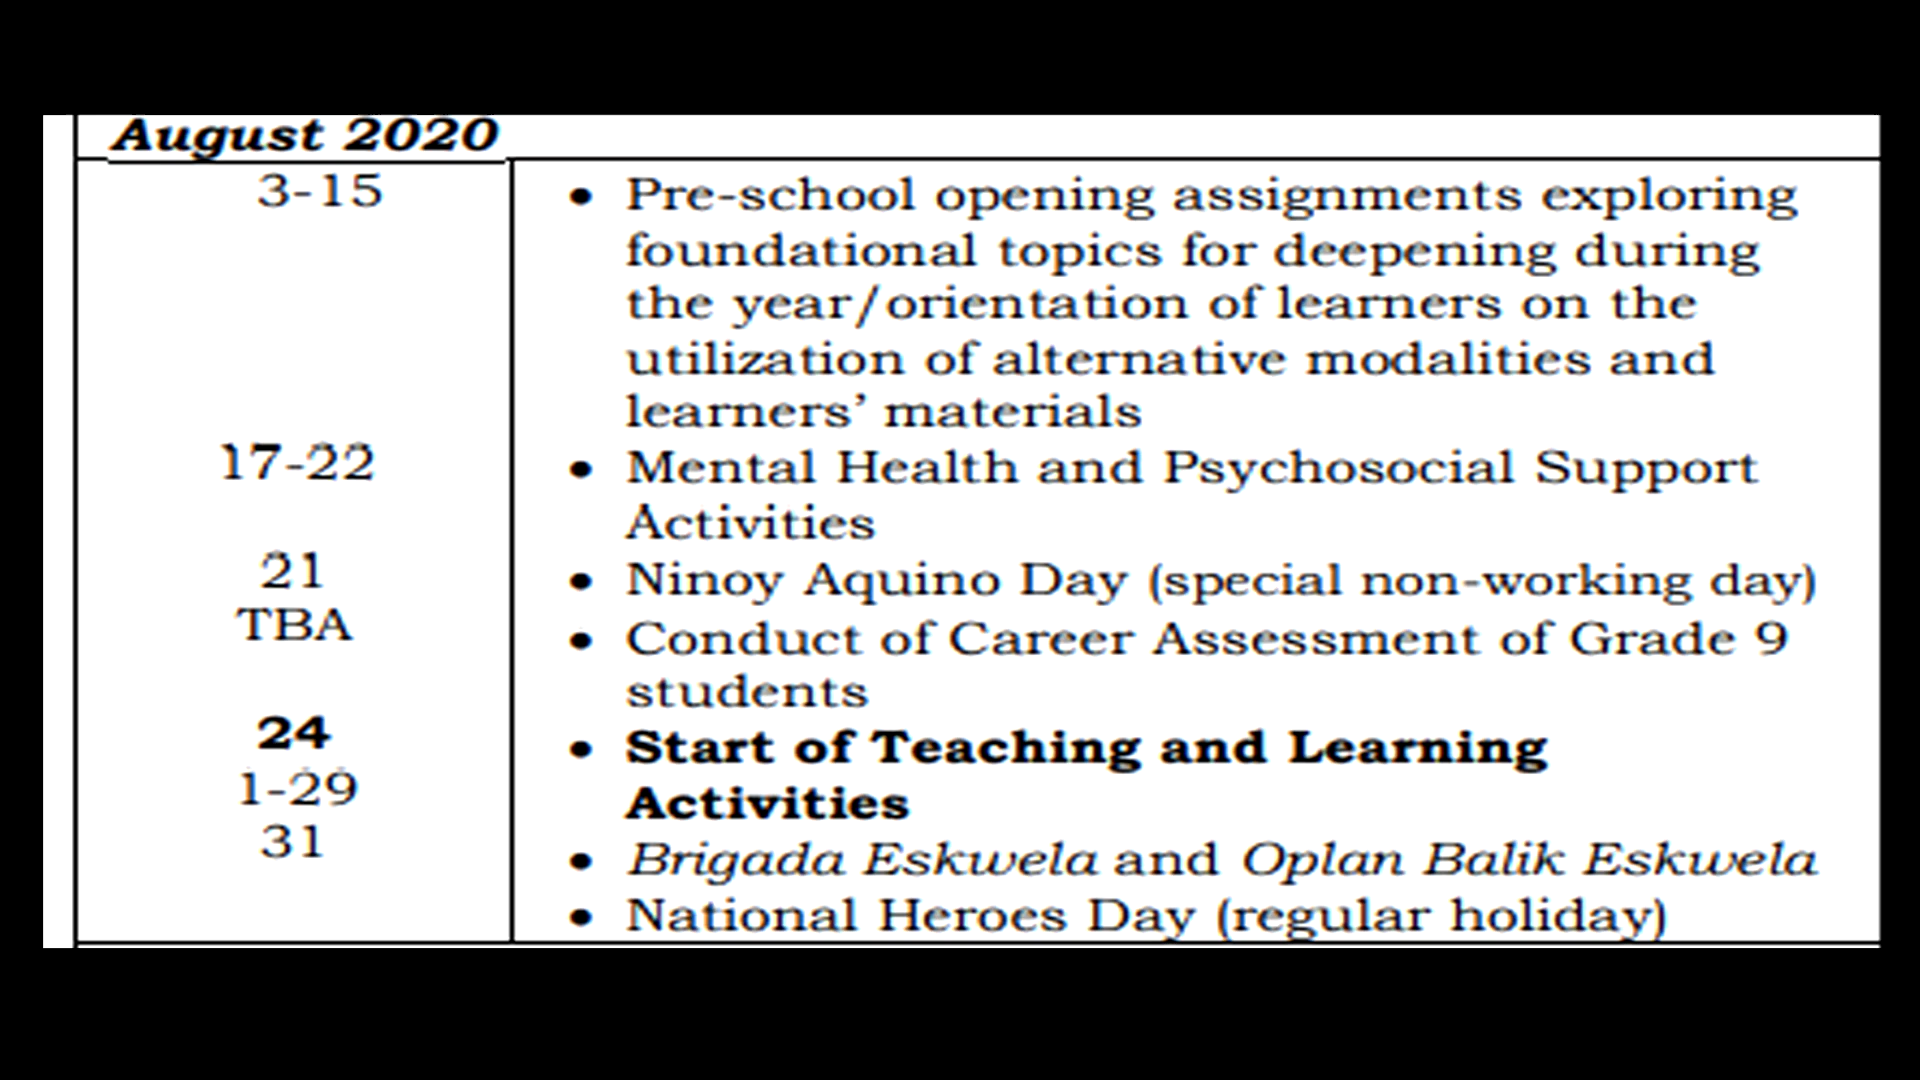 August 2020
3-15
• Pre-school opening assignments exploring
foundational topics for deepening during
the year/orientation of learners on the
utilization of alternative modalities and
learners’ materials
17-22
• Mental Health and Psychosocial Support
Activities
21
• Ninoy Aquino Day (special non-working day)
TBA
• Conduct of Career Assessment of Grade 9
students
24
• Start of Teaching and Learning
Activities
1-29
• Brigada Eskwela and Oplan Balik Eskwela
31
• National Heroes Day (regular holiday)